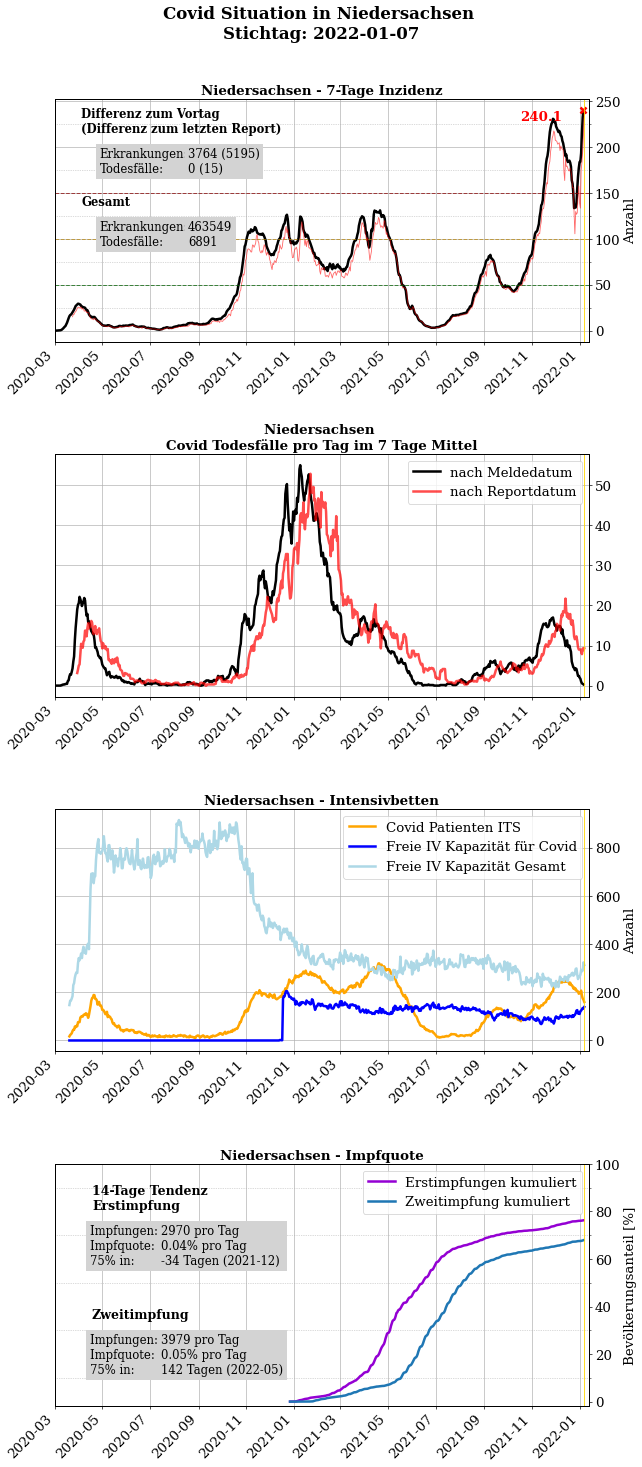 Covid Situation in Niedersachsen
Stichtag: 2022-01-07
Niedersachsen - 7-Tage Inzidenz
Differenz zum Vortag
(Differenz zum letzten Report)
Erkrankungen 3764 (5195)
Todesfälle: 0 (15)
Gesamt
Erkrankungen 463549
Todesfälle: 6891
240.1
250
200
150
100
50
0
Anzahl
2020-03 2020-05 2020-07 2020-09 2020-11 2021-01 2021-03 2021-05 2021-07 2021-09 2021-11 2022-01
Niedersachsen
Covid Todesfälle pro Tag im 7 Tage Mittel
nach Meldedatum
nach Reportdatum
50
40
30
20
10
0
2020-03 2020-05 2020-07 2020-09 2020-11 2021-01 2021-03 2021-05 2021-07 2021-09 2021-11 2022-01
Niedersachsen - Intensivbetten
Covid Patienten ITS
Freie IV Kapazität für Covid
Freie IV Kapazität Gesamt
800
600
400
200
0
Anzahl
2020-03 2020-05 2020-07 2020-09 2020-11 2021-01 2021-03 2021-05 2021-07 2021-09 2021-11 2022-01
Niedersachsen - Impfquote
14-Tage Tendenz
Erstimpfung
Impfungen: 2970 pro Tag
Impfquote: 0.04% pro Tag
75% in: -34 Tagen (2021-12)
Zweitimpfung
Impfungen: 3979 pro Tag
Impfquote: 0.05% pro Tag
75% in: 142 Tagen (2022-05)
Erstimpfungen kumuliert
Zweitimpfung kumuliert
100
80
60
40
20
0
Bevölkerungsanteil [%]
2020-03 2020-05 2020-07 2020-09 2020-11 2021-01 2021-03 2021-05 2021-07 2021-09 2021-11 2022-01